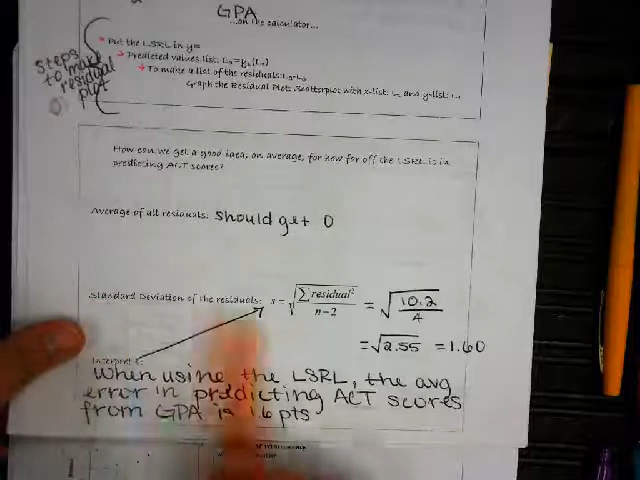 GPA
...on the calculator...
Put the LSRL in y=
steps to make residual plot
Predicted values list: L₃=y₁(L₁)
To make a list of the residuals: L₂-L₃
Graph the Residual Plot: Scatterplot with x-list: and y-list:
How can we get a good idea, on average, for how far off the LSRL is in
predicting ACT scores?
Average of all residuals: should get 0
Standard Deviation of the residuals: s = √(∑residual²/(n-2)) = √(10.2/4)
=√2.55 =1.60
Interpret s:
When using the LSRL, the avg
error in predicting ACT scores
from GPA is 1.6 pts